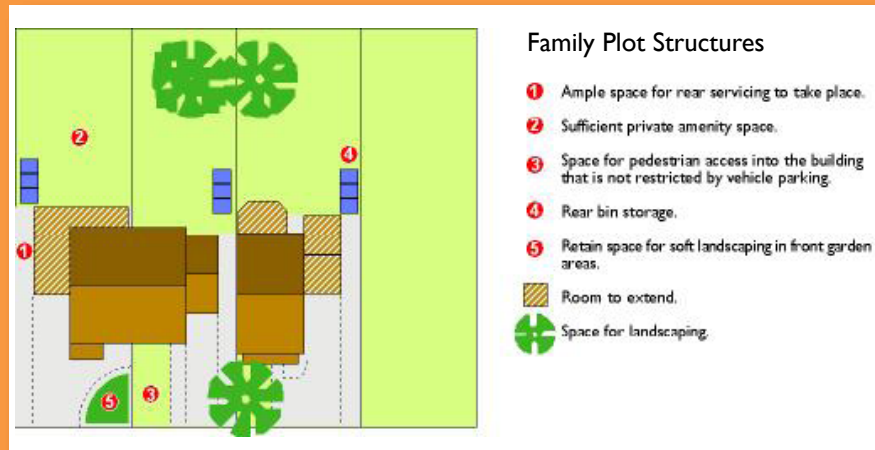 Family Plot Structures
1 Ample space for rear servicing to take place.
2 Sufficient private amenity space.
3 Space for pedestrian access into the building
that is not restricted by vehicle parking.
4 Rear bin storage.
5 Retain space for soft landscaping in front garden
areas.
Room to extend.
Space for landscaping.
2
4
1
5
3